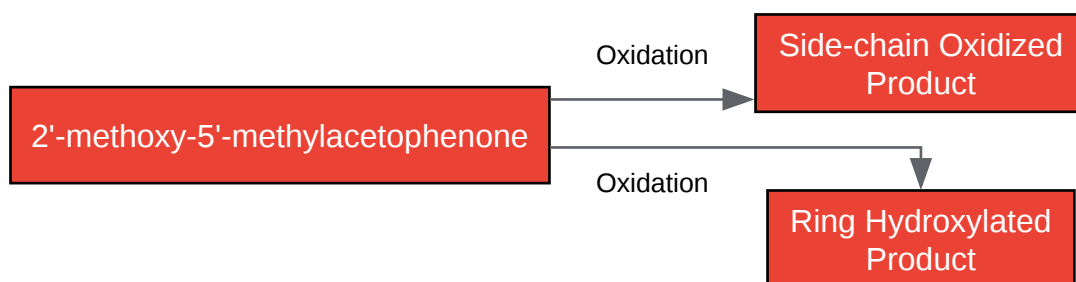 Oxidation
Side-chain Oxidized
Product
2'-methoxy-5'-methylacetophenone
Oxidation
Ring Hydroxylated
Product